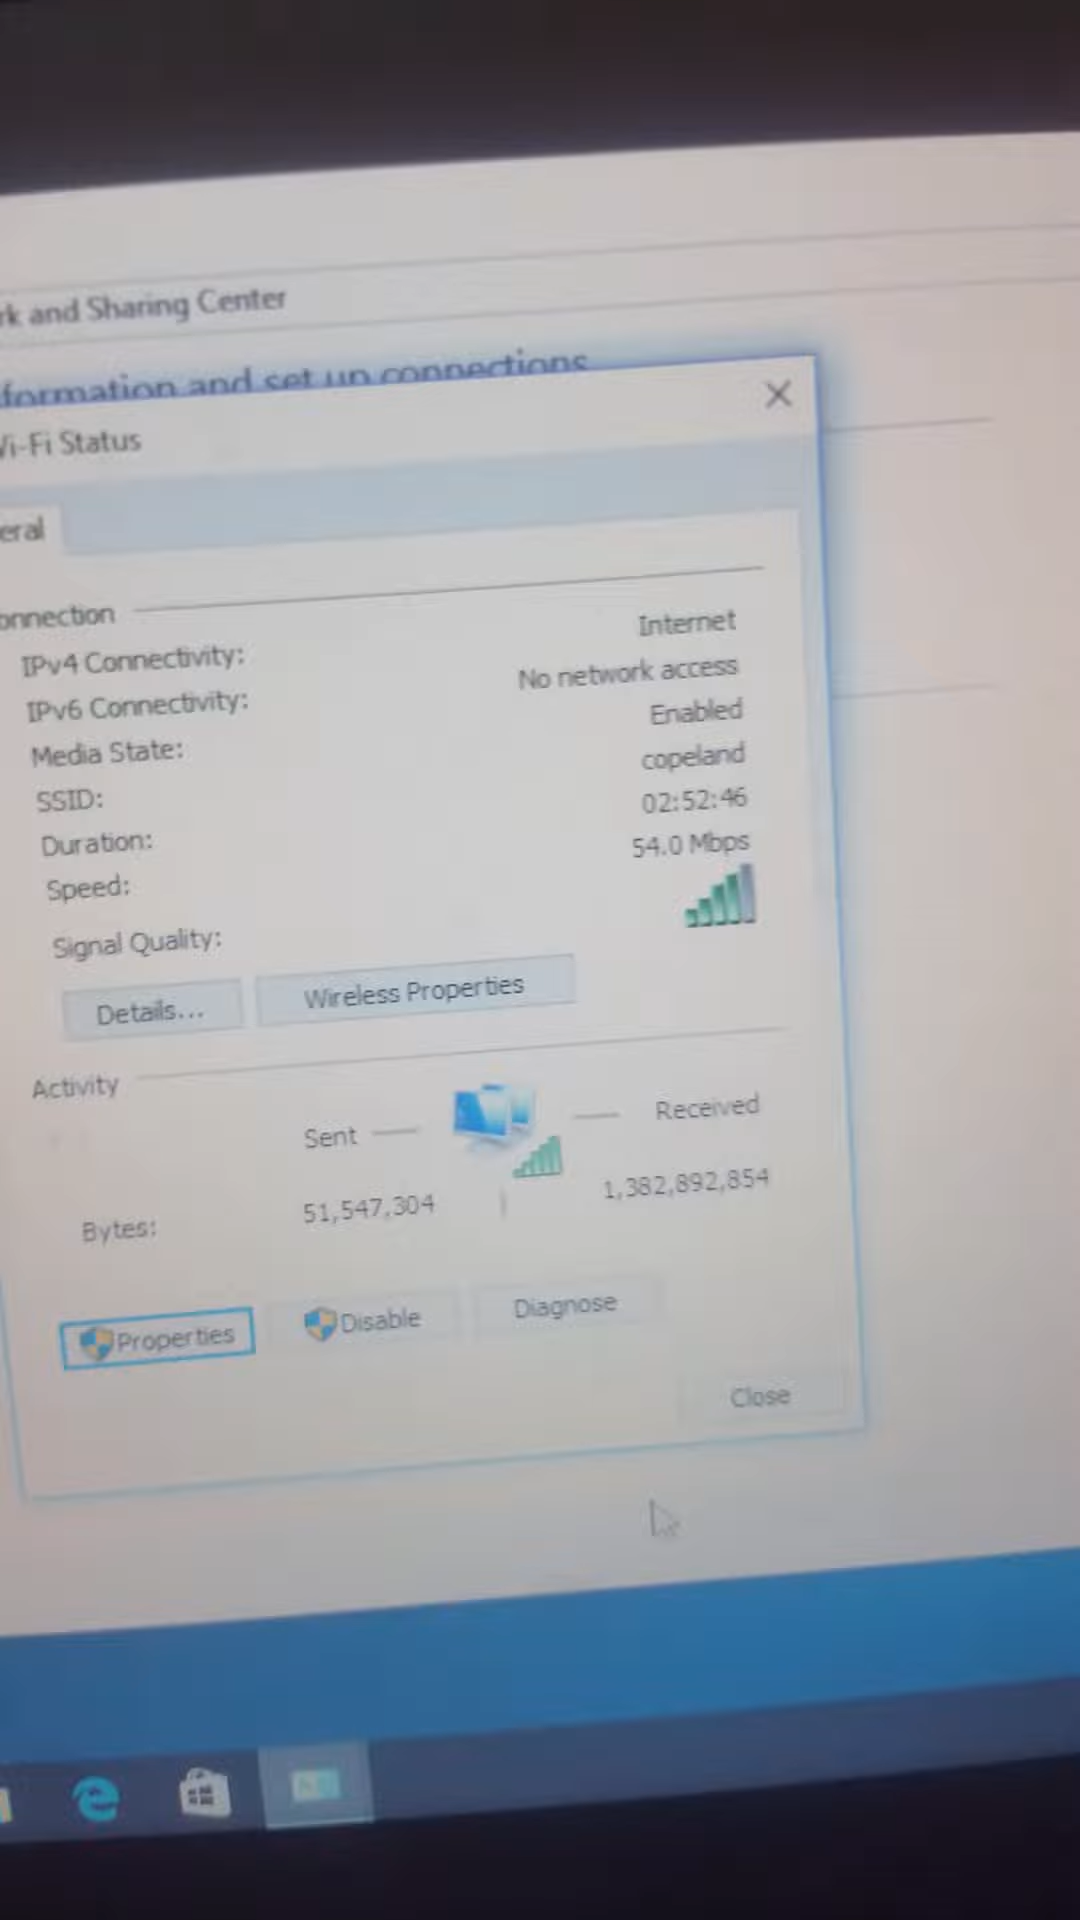 rk and Sharing Center
formation and set up connections
Vi-Fi Status
eral
onnection
IPv4 Connectivity: Internet
IPv6 Connectivity: No network access
Media State: Enabled
SSID: copeland
Duration: 02:52:46
Speed: 54.0 Mbps
Signal Quality:
Details... Wireless Properties
Activity
Sent Received
Bytes: 51,547,304 1,382,892,854
Properties Disable Diagnose
Close